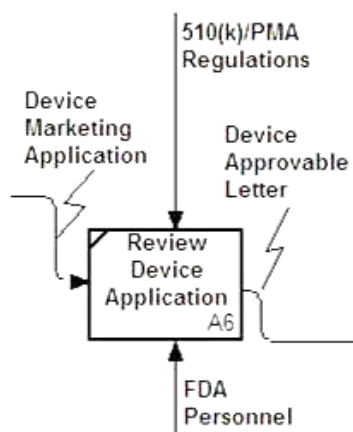 510(k)/PMA
Regulations
Device
Marketing
Application
Device
Approvable
Letter
Review
Device
Application
A6
FDA
Personnel